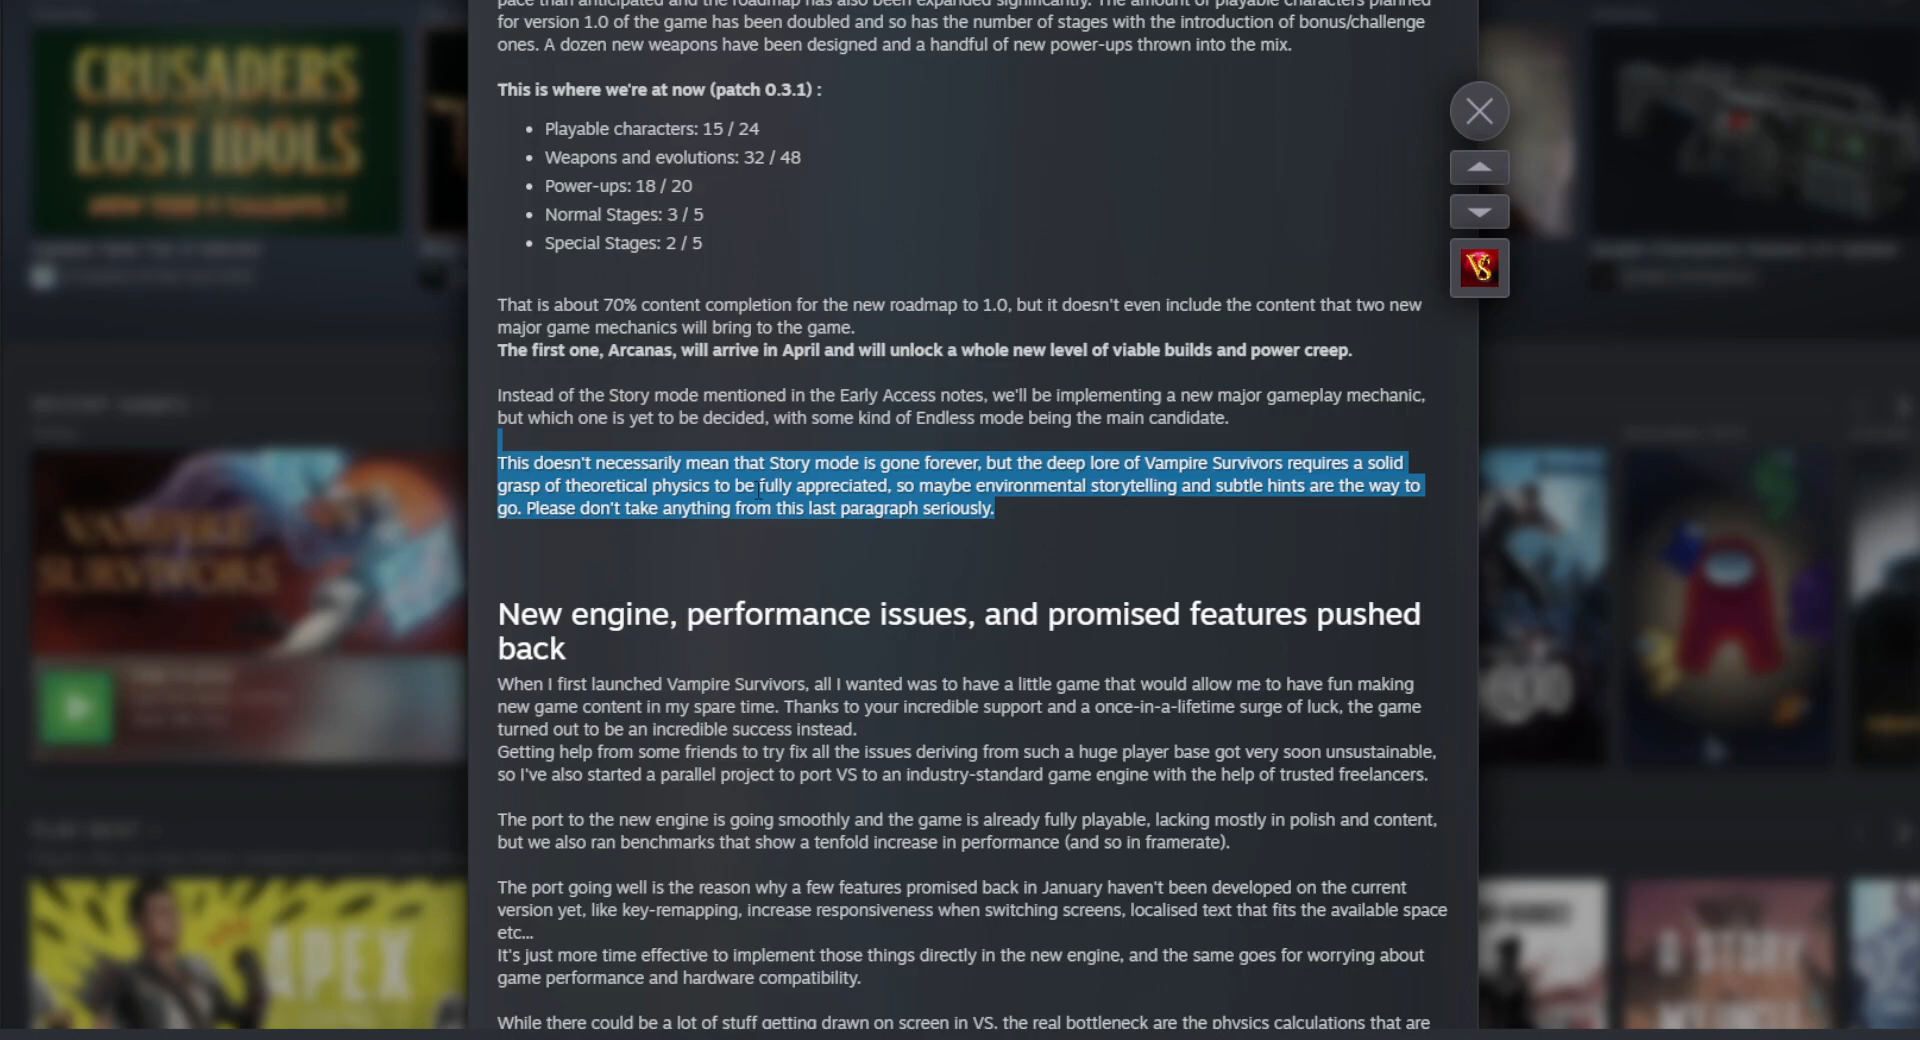 pace than anticipated and the roadmap has also been expanded significantly. The amount of playable characters planned
for version 1.0 of the game has been doubled and so has the number of stages with the introduction of bonus/challenge
ones. A dozen new weapons have been designed and a handful of new power-ups thrown into the mix.
This is where we're at now (patch 0.3.1) :
• Playable characters: 15 / 24
• Weapons and evolutions: 32 / 48
• Power-ups: 18 / 20
• Normal Stages: 3 / 5
• Special Stages: 2 / 5
That is about 70% content completion for the new roadmap to 1.0, but it doesn't even include the content that two new
major game mechanics will bring to the game.
The first one, Arcanas, will arrive in April and will unlock a whole new level of viable builds and power creep.
Instead of the Story mode mentioned in the Early Access notes, we'll be implementing a new major gameplay mechanic,
but which one is yet to be decided, with some kind of Endless mode being the main candidate.
This doesn't necessarily mean that Story mode is gone forever, but the deep lore of Vampire Survivors requires a solid
grasp of theoretical physics to be fully appreciated, so maybe environmental storytelling and subtle hints are the way to
go. Please don't take anything from this last paragraph seriously.
New engine, performance issues, and promised features pushed
back
When I first launched Vampire Survivors, all I wanted was to have a little game that would allow me to have fun making
new game content in my spare time. Thanks to your incredible support and a once-in-a-lifetime surge of luck, the game
turned out to be an incredible success instead.
Getting help from some friends to try fix all the issues deriving from such a huge player base got very soon unsustainable,
so I've also started a parallel project to port VS to an industry-standard game engine with the help of trusted freelancers.
The port to the new engine is going smoothly and the game is already fully playable, lacking mostly in polish and content,
but we also ran benchmarks that show a tenfold increase in performance (and so in framerate).
The port going well is the reason why a few features promised back in January haven't been developed on the current
version yet, like key-remapping, increase responsiveness when switching screens, localised text that fits the available space
etc...
It's just more time effective to implement those things directly in the new engine, and the same goes for worrying about
game performance and hardware compatibility.
While there could be a lot of stuff getting drawn on screen in VS, the real bottleneck are the physics calculations that are
CRUSADERS
LOST IDOLS
VAMPIRE
SURVIVORS
APEX
VS
A STORY